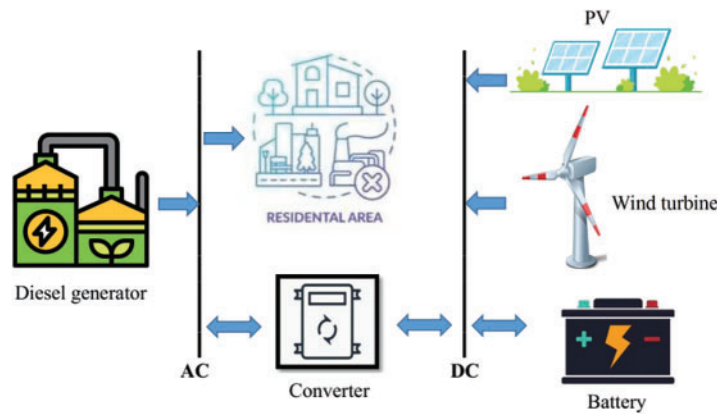 PV
RESIDENTAL AREA
Wind turbine
Diesel generator
AC
Converter
DC
Battery